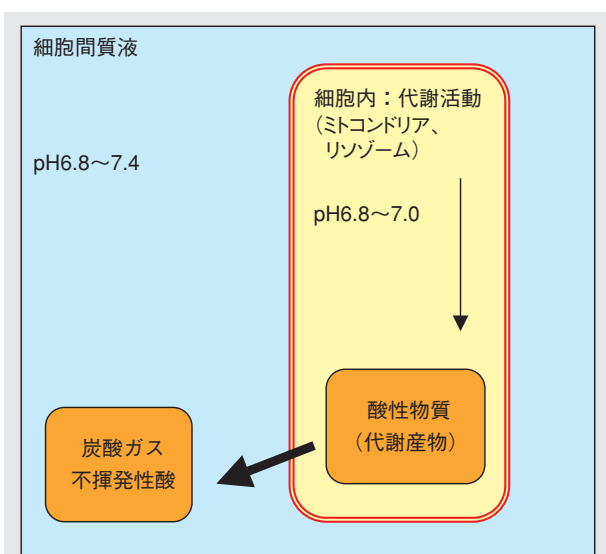 細胞間質液
pH6.8〜7.4
細胞内：代謝活動
（ミトコンドリア、
リソゾーム）
pH6.8〜7.0
酸性物質
（代謝産物）
炭酸ガス
不揮発性酸